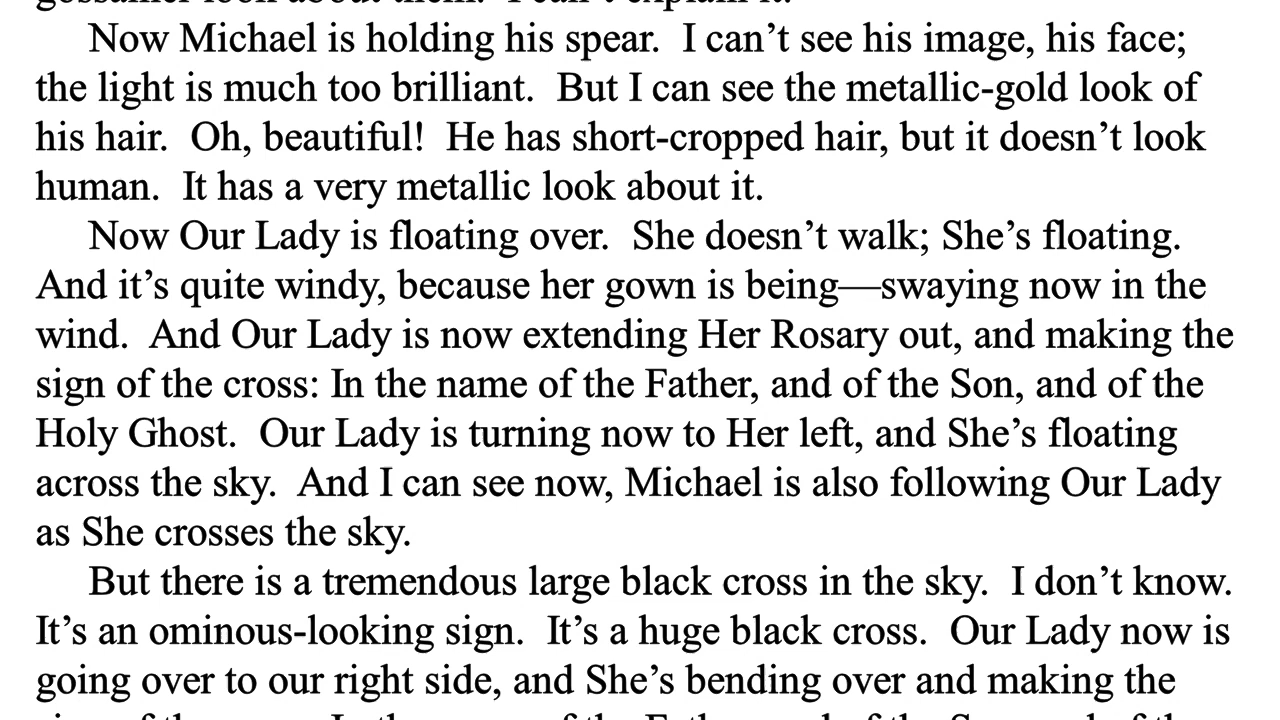 gossamer look about them.  I can't explain it.
Now Michael is holding his spear.  I can't see his image, his face;
the light is much too brilliant.  But I can see the metallic-gold look of
his hair.  Oh, beautiful!  He has short-cropped hair, but it doesn't look
human.  It has a very metallic look about it.
Now Our Lady is floating over.  She doesn't walk; She's floating.
And it's quite windy, because her gown is being—swaying now in the
wind.  And Our Lady is now extending Her Rosary out, and making the
sign of the cross: In the name of the Father, and of the Son, and of the
Holy Ghost.  Our Lady is turning now to Her left, and She's floating
across the sky.  And I can see now, Michael is also following Our Lady
as She crosses the sky.
But there is a tremendous large black cross in the sky.  I don't know.
It's an ominous-looking sign.  It's a huge black cross.  Our Lady now is
going over to our right side, and She's bending over and making the